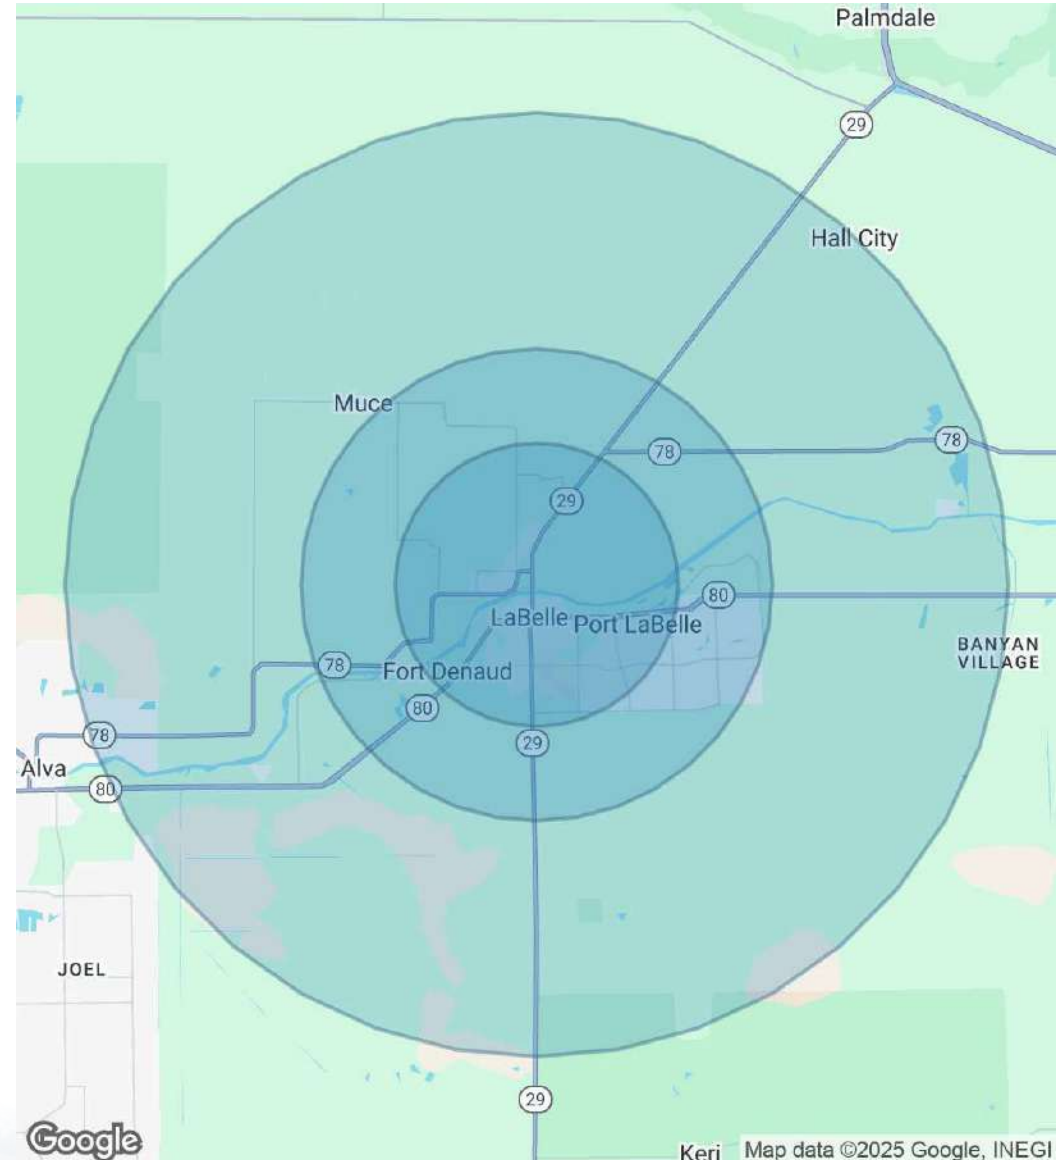 Palmdale
29
Hall City
Muce
78
78
29
80
LaBelle
Port LaBelle
BANYAN
VILLAGE
Fort Denaud
78
80
78
29
Alva
80
JOEL
29
Google
Keri
Map data ©2025 Google, INEGI